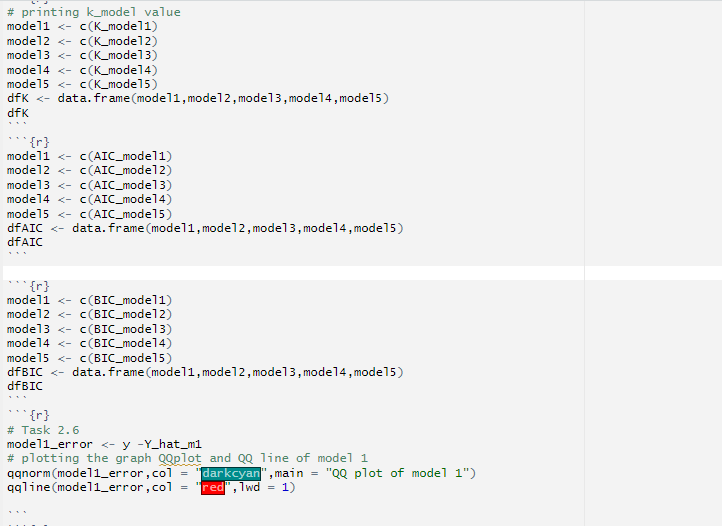 # printing k_model value
model1 <- c(K_model1)
model2 <- c(K_model2)
model3 <- c(K_model3)
model4 <- c(K_model4)
model5 <- c(K_model5)
dfK <- data.frame(model1,model2,model3,model4,model5)
dfK
```
```{r}
model1 <- c(AIC_model1)
model2 <- c(AIC_model2)
model3 <- c(AIC_model3)
model4 <- c(AIC_model4)
model5 <- c(AIC_model5)
dfAIC <- data.frame(model1,model2,model3,model4,model5)
dfAIC
```
```{r}
model1 <- c(BIC_model1)
model2 <- c(BIC_model2)
model3 <- c(BIC_model3)
model4 <- c(BIC_model4)
model5 <- c(BIC_model5)
dfBIC <- data.frame(model1,model2,model3,model4,model5)
dfBIC
```
```{r}
# Task 2.6
model1_error <- y -Y_hat_m1
# plotting the graph QQplot and QQ line of model 1
qqnorm(model1_error,col = "darkcyan",main = "QQ plot of model 1")
qqline(model1_error,col = "red",lwd = 1)
```